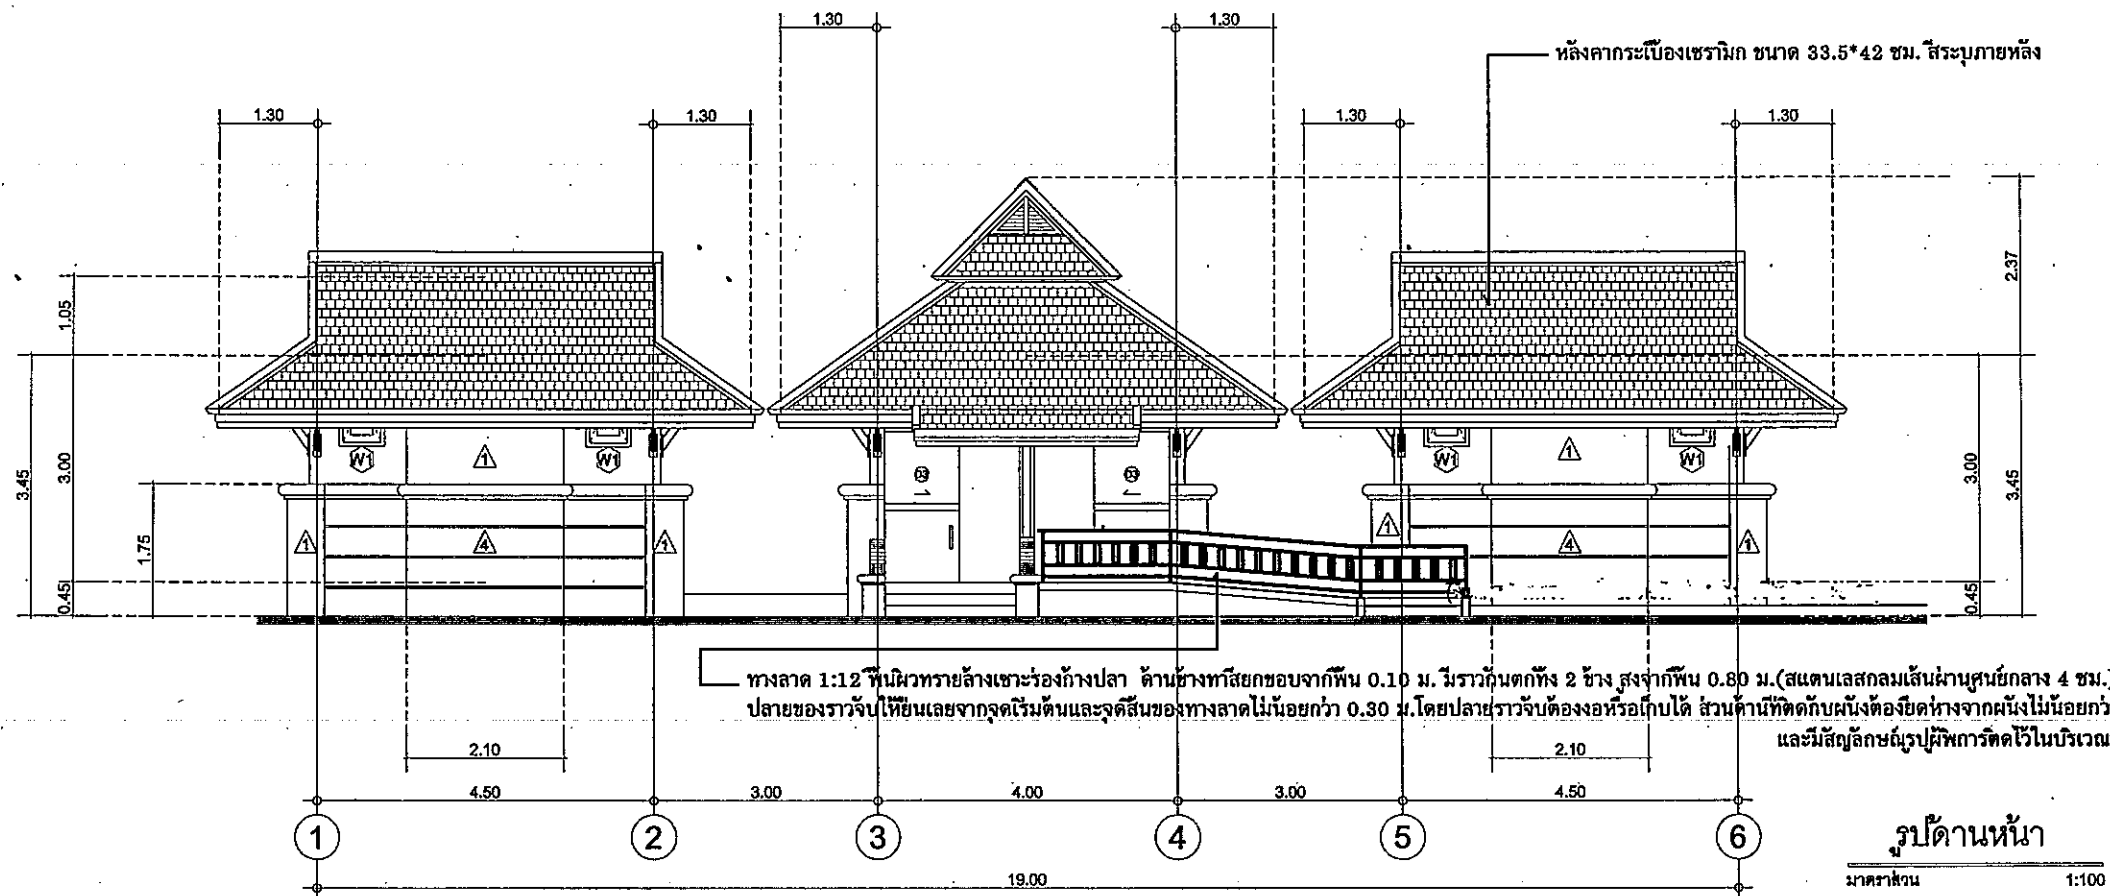 1.30 1.30
หลังคากระเบื้องเซรามิก ขนาด 33.5*42 ซม. สีระบุภายหลัง
1.30 1.30 1.30 1.30
2.37
1.05
3.45 3.00 1.75 0.45
3.00 3.45 0.45
W1 1 W1 W1 1 W1
1 4 1 1 4 1
ทางลาด 1:12 พื้นผิวทรายล้างเซาะร่องก้างปลา ด้านข้างทาสียกขอบจากพื้น 0.10 ม. มีราวกันตกทั้ง 2 ข้าง สูงจากพื้น 0.80 ม.(สแตนเลสกลมเส้นผ่านศูนย์กลาง 4 ซม.)
ปลายของราวจับให้ยื่นเลยจากจุดเริ่มต้นและจุดสิ้นของทางลาดไม่น้อยกว่า 0.30 ม.โดยปลายราวจับต้องงอหรือเก็บได้ ส่วนด้านที่ติดกับผนังต้องยึดห่างจากผนังไม่น้อยกว่า
และมีสัญลักษณ์รูปผู้พิการติดไว้ในบริเวณ
2.10 2.10
4.50 3.00 4.00 3.00 4.50
1 2 3 4 5 6
19.00
รูปด้านหน้า
มาตราส่วน 1:100